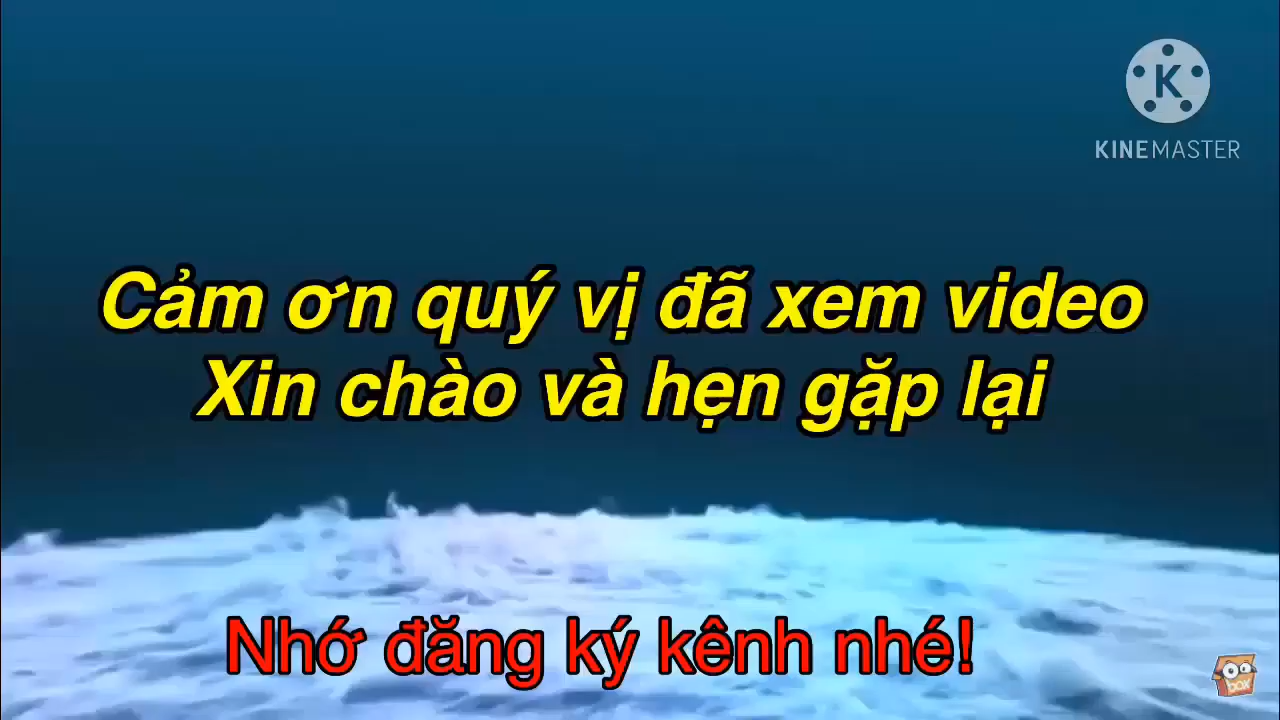 K
KINEMASTER
Cảm ơn quý vị đã xem video
Xin chào và hẹn gặp lại
Nhớ đăng ký kênh nhé!
box